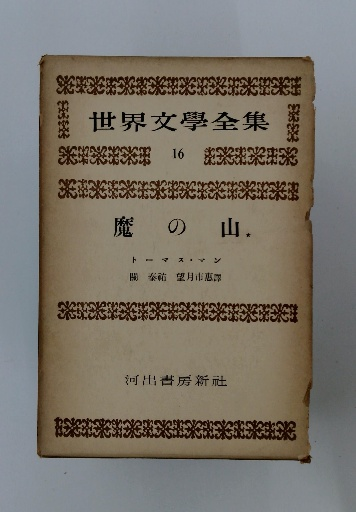 世界文學全集
16
魔の山★
トーマス・マン
關 泰祐 望月市惠譯
河出書房新社